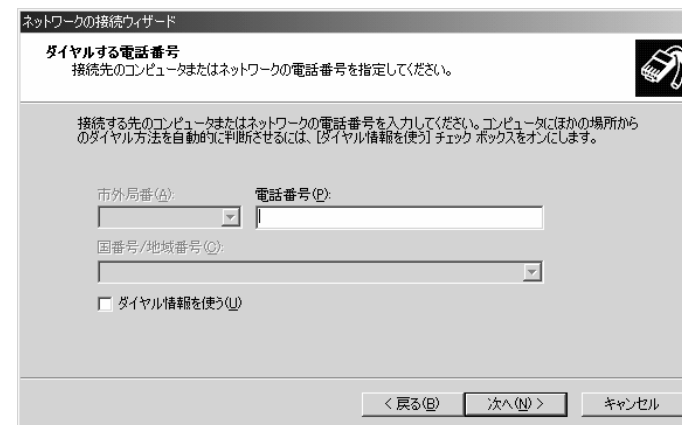 ネットワークの接続ウィザード
ダイヤルする電話番号
接続先のコンピュータまたはネットワークの電話番号を指定してください。
接続する先のコンピュータまたはネットワークの電話番号を入力してください。コンピュータにほかの場所から
のダイヤル方法を自動的に判断させるには、[ダイヤル情報を使う] チェック ボックスをオンにします。
市外局番(A): 電話番号(P):
国番号/地域番号(C):
ダイヤル情報を使う(U)
< 戻る(B) 次へ(N) > キャンセル